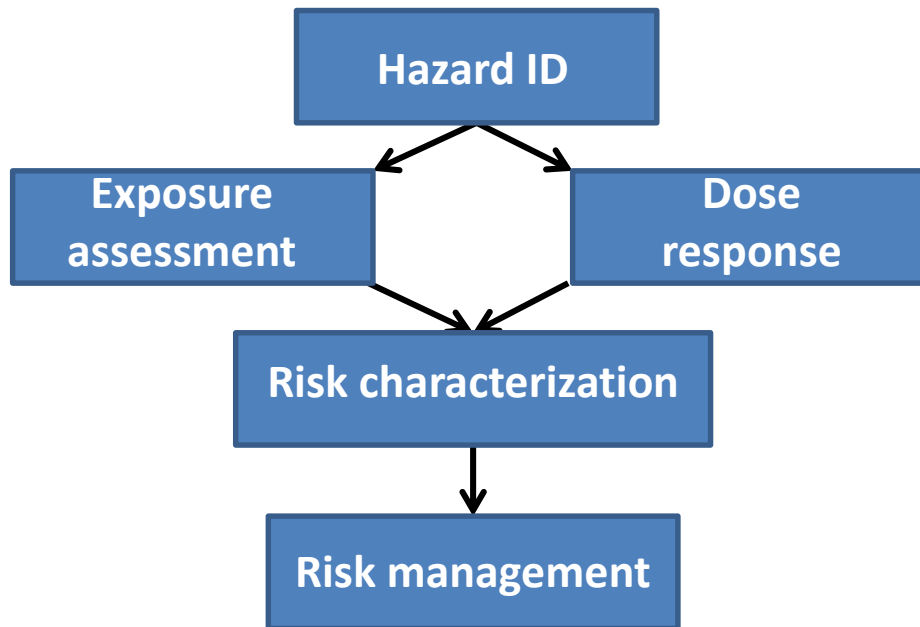 Hazard ID
Exposure
assessment
Dose
response
Risk characterization
Risk management